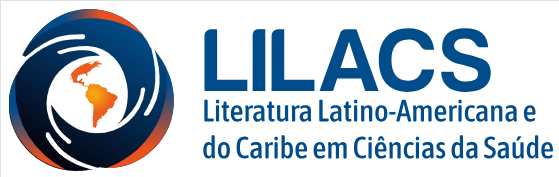 LILACS
Literatura Latino-Americana e
do Caribe em Ciências da Saúde